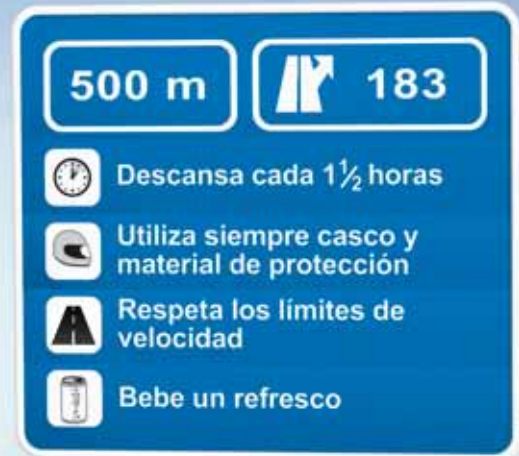 500 m 183
Descansa cada 1½ horas
Utiliza siempre casco y
material de protección
Respeta los límites de
velocidad
Bebe un refresco